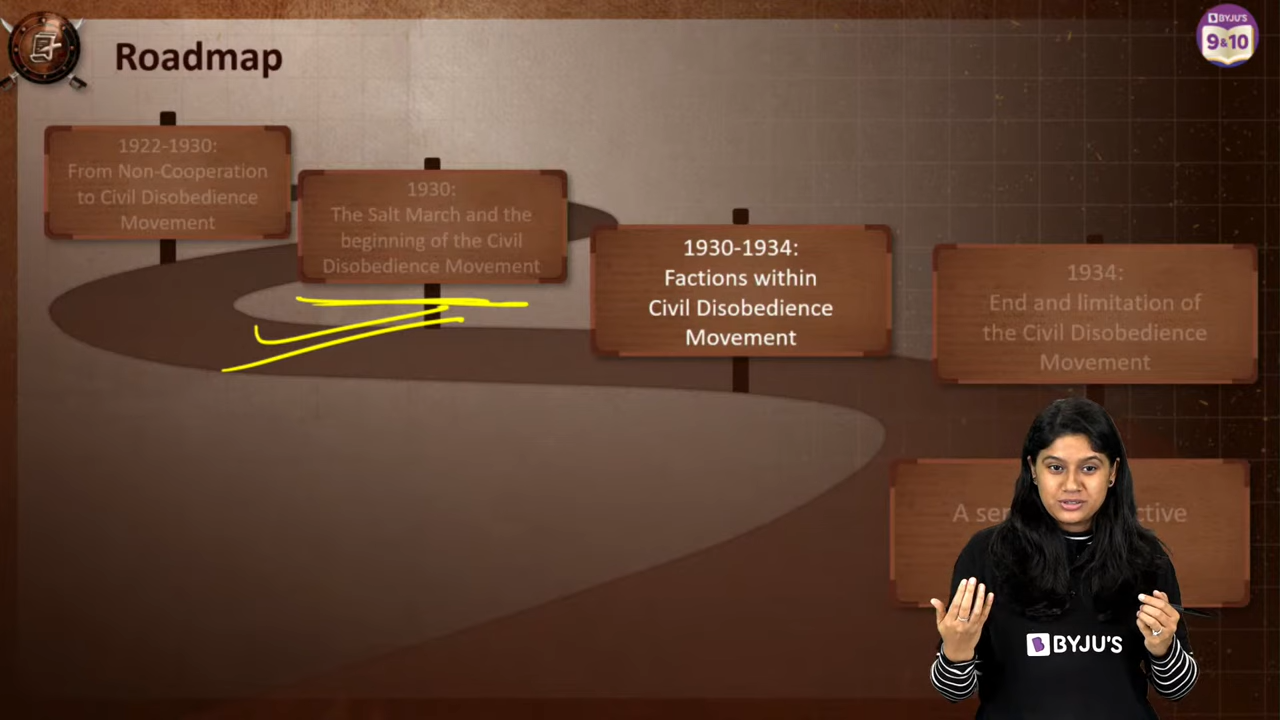 Roadmap
BYJU'S
9&10
1922-1930:
From Non-Cooperation
to Civil Disobedience
Movement
1930:
The Salt March and the
beginning of the Civil
Disobedience Movement
1930-1934:
Factions within
Civil Disobedience
Movement
1934:
End and limitation of
the Civil Disobedience
Movement
A
BYJU'S